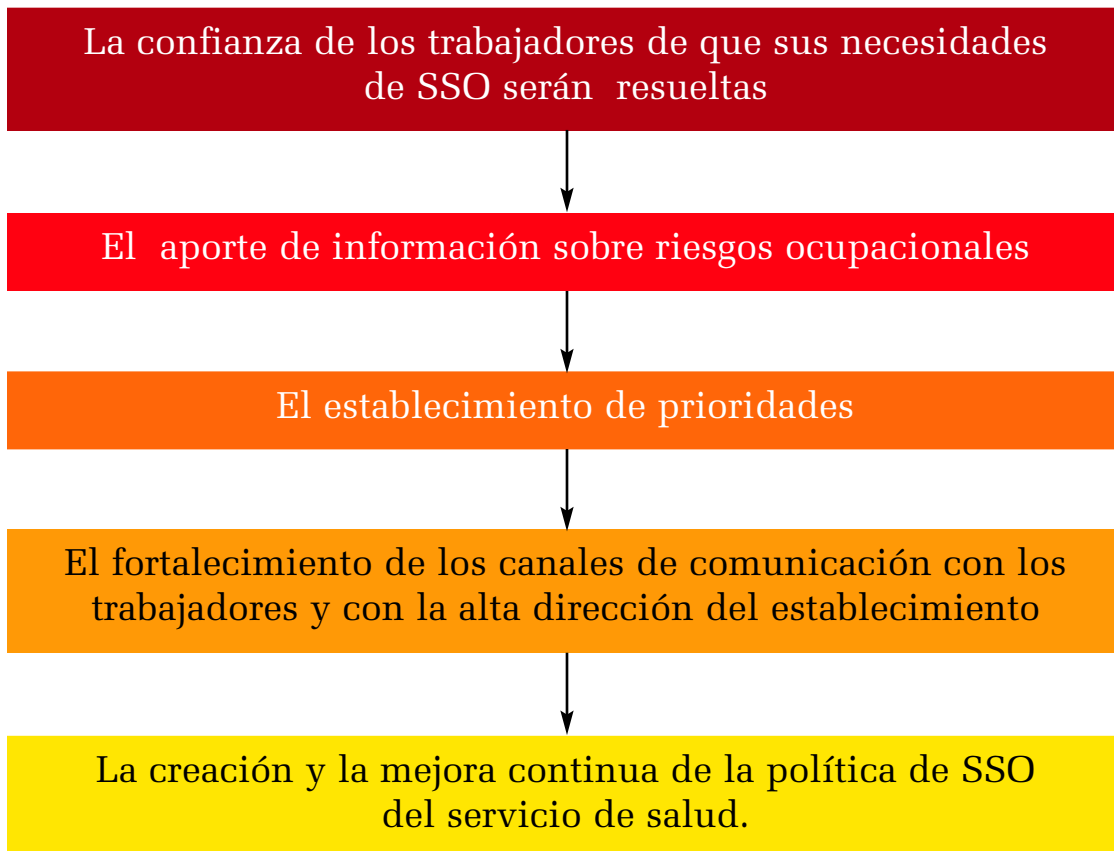 La confianza de los trabajadores de que sus necesidades
de SSO serán  resueltas
El  aporte de información sobre riesgos ocupacionales
El establecimiento de prioridades
El fortalecimiento de los canales de comunicación con los
trabajadores y con la alta dirección del establecimiento
La creación y la mejora continua de la política de SSO
del servicio de salud.